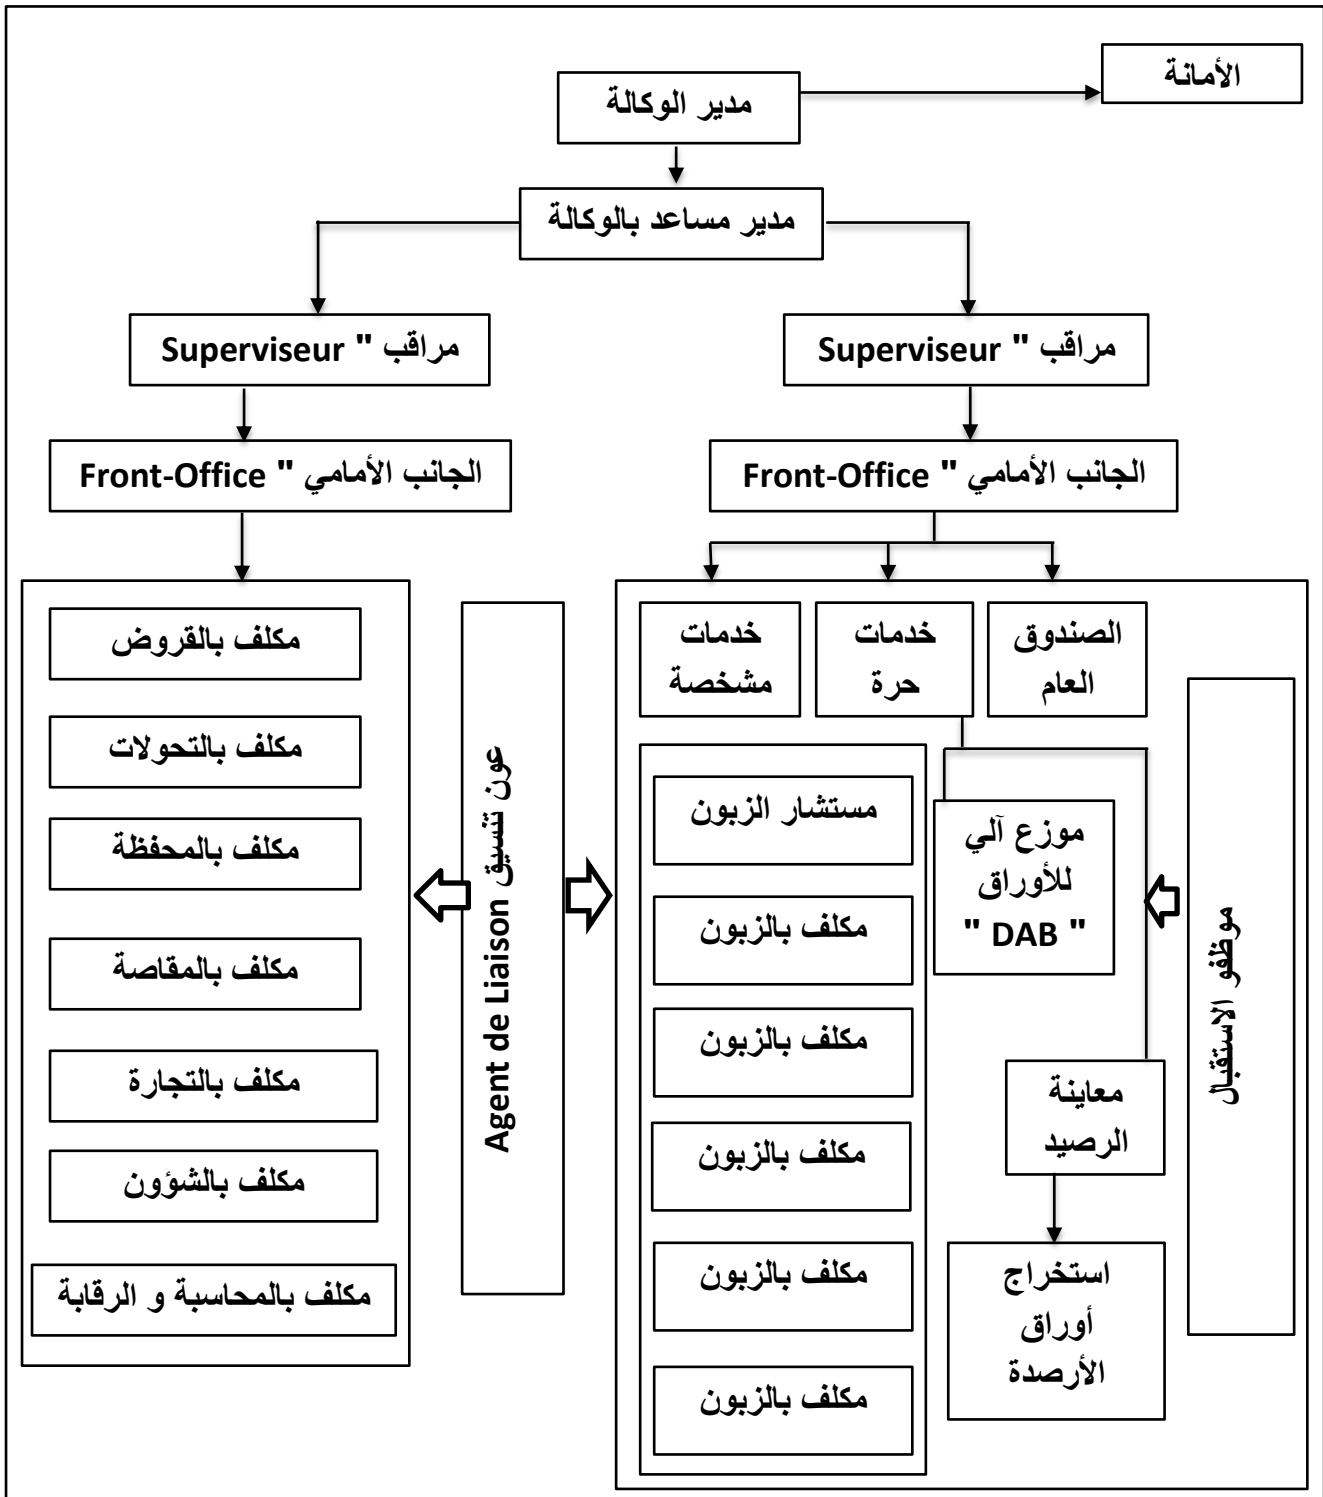 الأمانة
مدير الوكالة
مدير مساعد بالوكالة
مراقب " Superviseur
مراقب " Superviseur
الجانب الأمامي " Front-Office
الجانب الأمامي " Front-Office
الصندوق
العام
خدمات
حرة
خدمات
مشخصة
موظفو الاستقبال
موزع آلي
للأوراق
" DAB "
معاينة
الرصيد
استخراج
أوراق
الأرصدة
مستشار الزبون
مكلف بالزبون
مكلف بالزبون
مكلف بالزبون
مكلف بالزبون
مكلف بالزبون
عون تنسيق Agent de Liaison
مكلف بالقروض
مكلف بالتحولات
مكلف بالمحفظة
مكلف بالمقاصة
مكلف بالتجارة
مكلف بالشؤون
مكلف بالمحاسبة و الرقابة